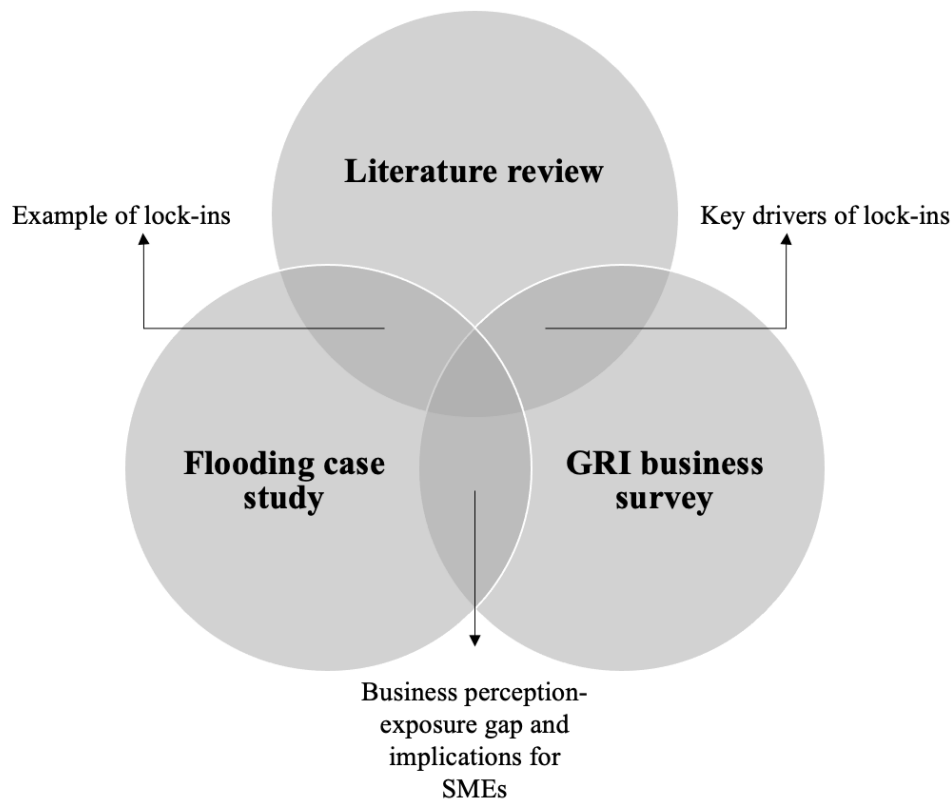 Literature review
Example of lock-ins
Key drivers of lock-ins
Flooding case
study
GRI business
survey
Business perception-
exposure gap and
implications for
SMEs